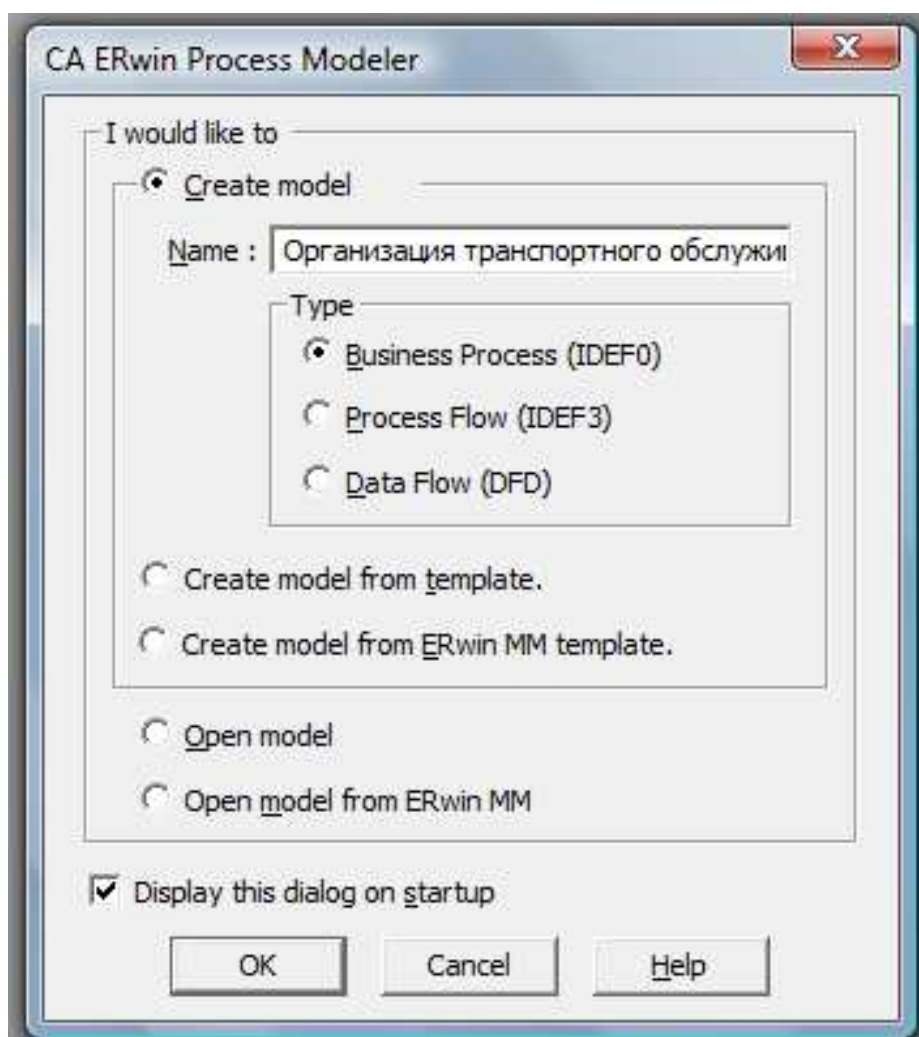 CA ERwin Process Modeler
I would like to
Create model
Name : Организация транспортного обслужи
Type
Business Process (IDEF0)
Process Flow (IDEF3)
Data Flow (DFD)
Create model from template.
Create model from ERwin MM template.
Open model
Open model from ERwin MM
Display this dialog on startup
OK Cancel Help